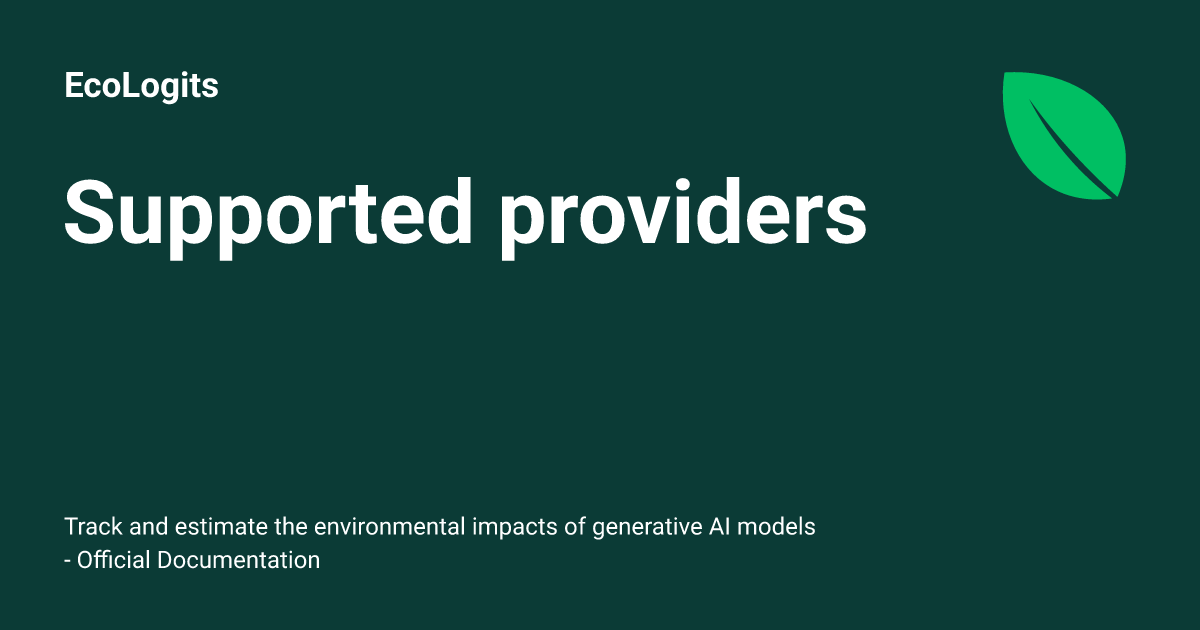 EcoLogits
Supported providers
Track and estimate the environmental impacts of generative AI models
- Official Documentation